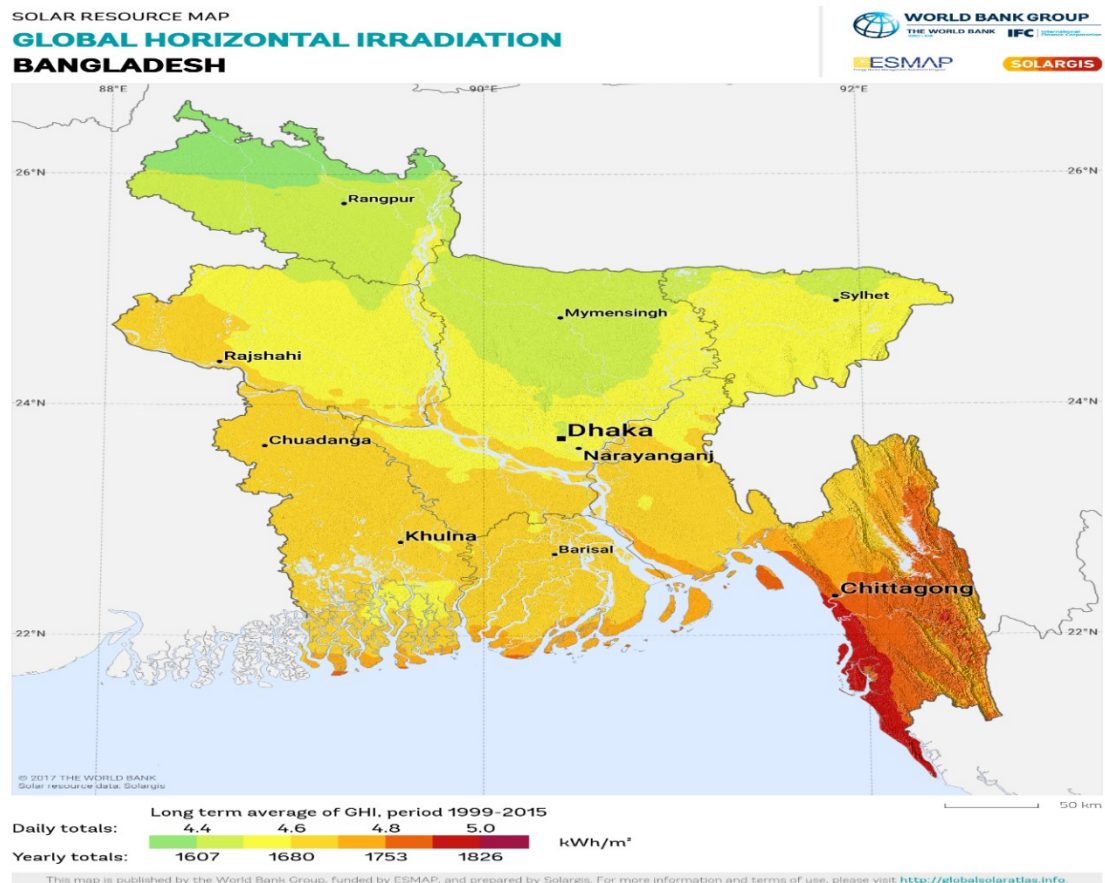 SOLAR RESOURCE MAP
GLOBAL HORIZONTAL IRRADIATION
BANGLADESH
WORLD BANK GROUP
THE WORLD BANK IFC International Finance Corporation
ESMAP
SOLARGIS
88°E 90°E 92°E
26°N 26°N
Rangpur
Sylhet
Mymensingh
Rajshahi
24°N 24°N
Dhaka
Chuadanga
Narayanganj
Khulna
Barisal
Chittagong
22°N 22°N
© 2017 THE WORLD BANK
Solar resource data: Solargis
50 km
Long term average of GHI, period 1999-2015
Daily totals: 4.4 4.6 4.8 5.0
kWh/m²
Yearly totals: 1607 1680 1753 1826
This map is published by the World Bank Group, funded by ESMAP, and prepared by Solargis. For more information and terms of use, please visit http://globalsolaratlas.info.